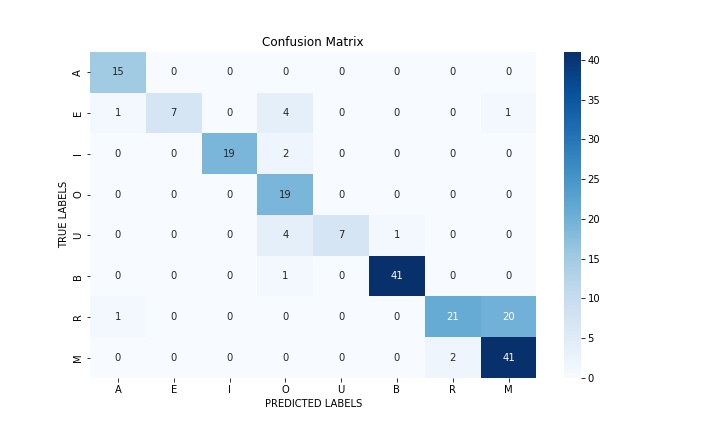 Confusion Matrix
A 15 0 0 0 0 0 0 0
E 1 7 0 4 0 0 0 1
I 0 0 19 2 0 0 0 0
O 0 0 0 19 0 0 0 0
U 0 0 0 4 7 1 0 0
B 0 0 0 1 0 41 0 0
R 1 0 0 0 0 0 21 20
M 0 0 0 0 0 0 2 41
A E I O U B R M
TRUE LABELS
PREDICTED LABELS
40
35
30
25
20
15
10
5
0